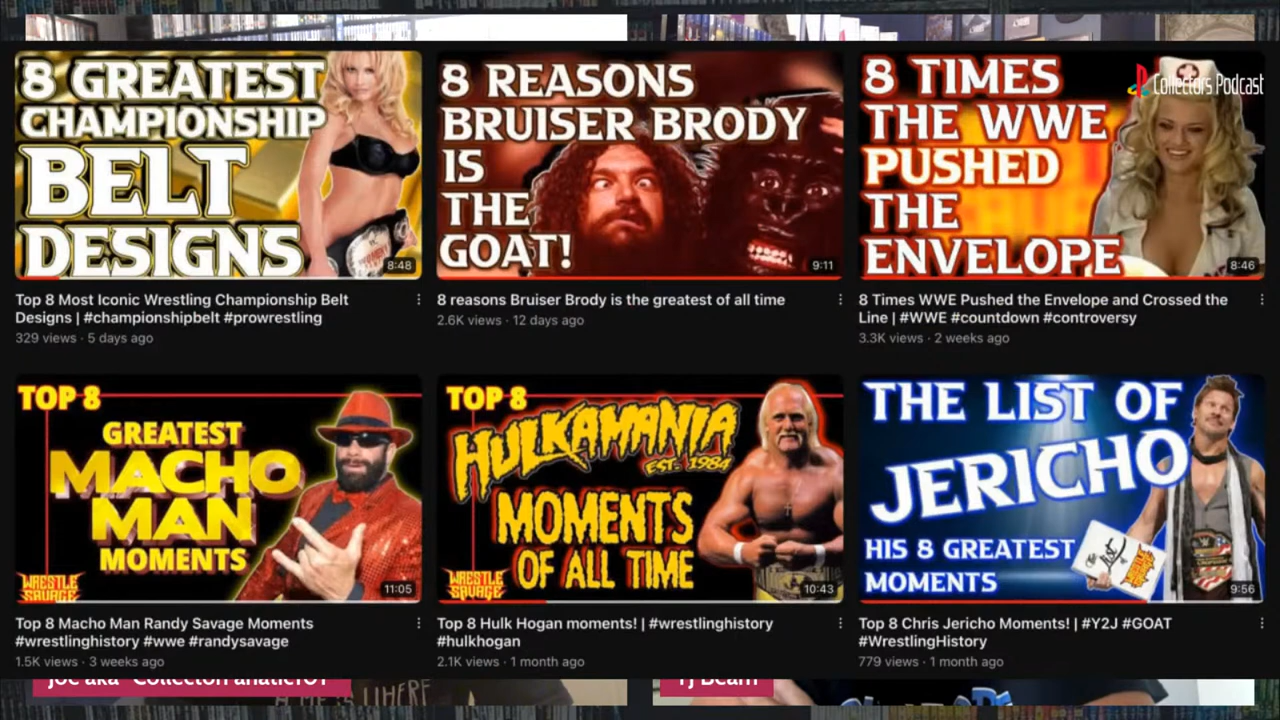 8 GREATEST
CHAMPIONSHIP
BELT
DESIGNS
8:48
8 REASONS
BRUISER BRODY
IS
THE
GOAT!
9:11
8 TIMES
THE WWE
PUSHED
THE
ENVELOPE
8:46
Collectors Podcast
Top 8 Most Iconic Wrestling Championship Belt
Designs | #championshipbelt #prowrestling
329 views · 5 days ago
8 reasons Bruiser Brody is the greatest of all time
2.6K views · 12 days ago
8 Times WWE Pushed the Envelope and Crossed the
Line | #WWE #countdown #controversy
3.3K views · 2 weeks ago
TOP 8
GREATEST
MACHO
MAN
MOMENTS
WRESTLE
SAVAGE
11:05
TOP 8
HULKAMANIA
EST. 1984
MOMENTS
OF ALL TIME
WRESTLE
SAVAGE
10:43
THE LIST OF
JERICHO
HIS 8 GREATEST
MOMENTS
The List
9:56
Top 8 Macho Man Randy Savage Moments
#wrestlinghistory #wwe #randysavage
1.5K views · 3 weeks ago
Top 8 Hulk Hogan moments! | #wrestlinghistory
#hulkhogan
2.1K views · 1 month ago
Top 8 Chris Jericho Moments! | #Y2J #GOAT
#WrestlingHistory
779 views · 1 month ago
joe aka
TJ Beam